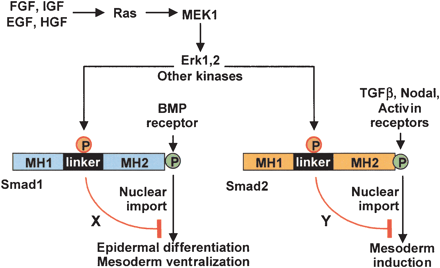 FGF, IGF
EGF, HGF
Ras
MEK1
Erk1,2
Other kinases
BMP
receptor
TGFβ, Nodal,
Activin
receptors
P
P
MH1
linker
MH2
Smad1
P
P
MH1
linker
MH2
Smad2
Nuclear
import
X
Nuclear
import
Y
Epidermal differentiation
Mesoderm ventralization
Mesoderm
induction